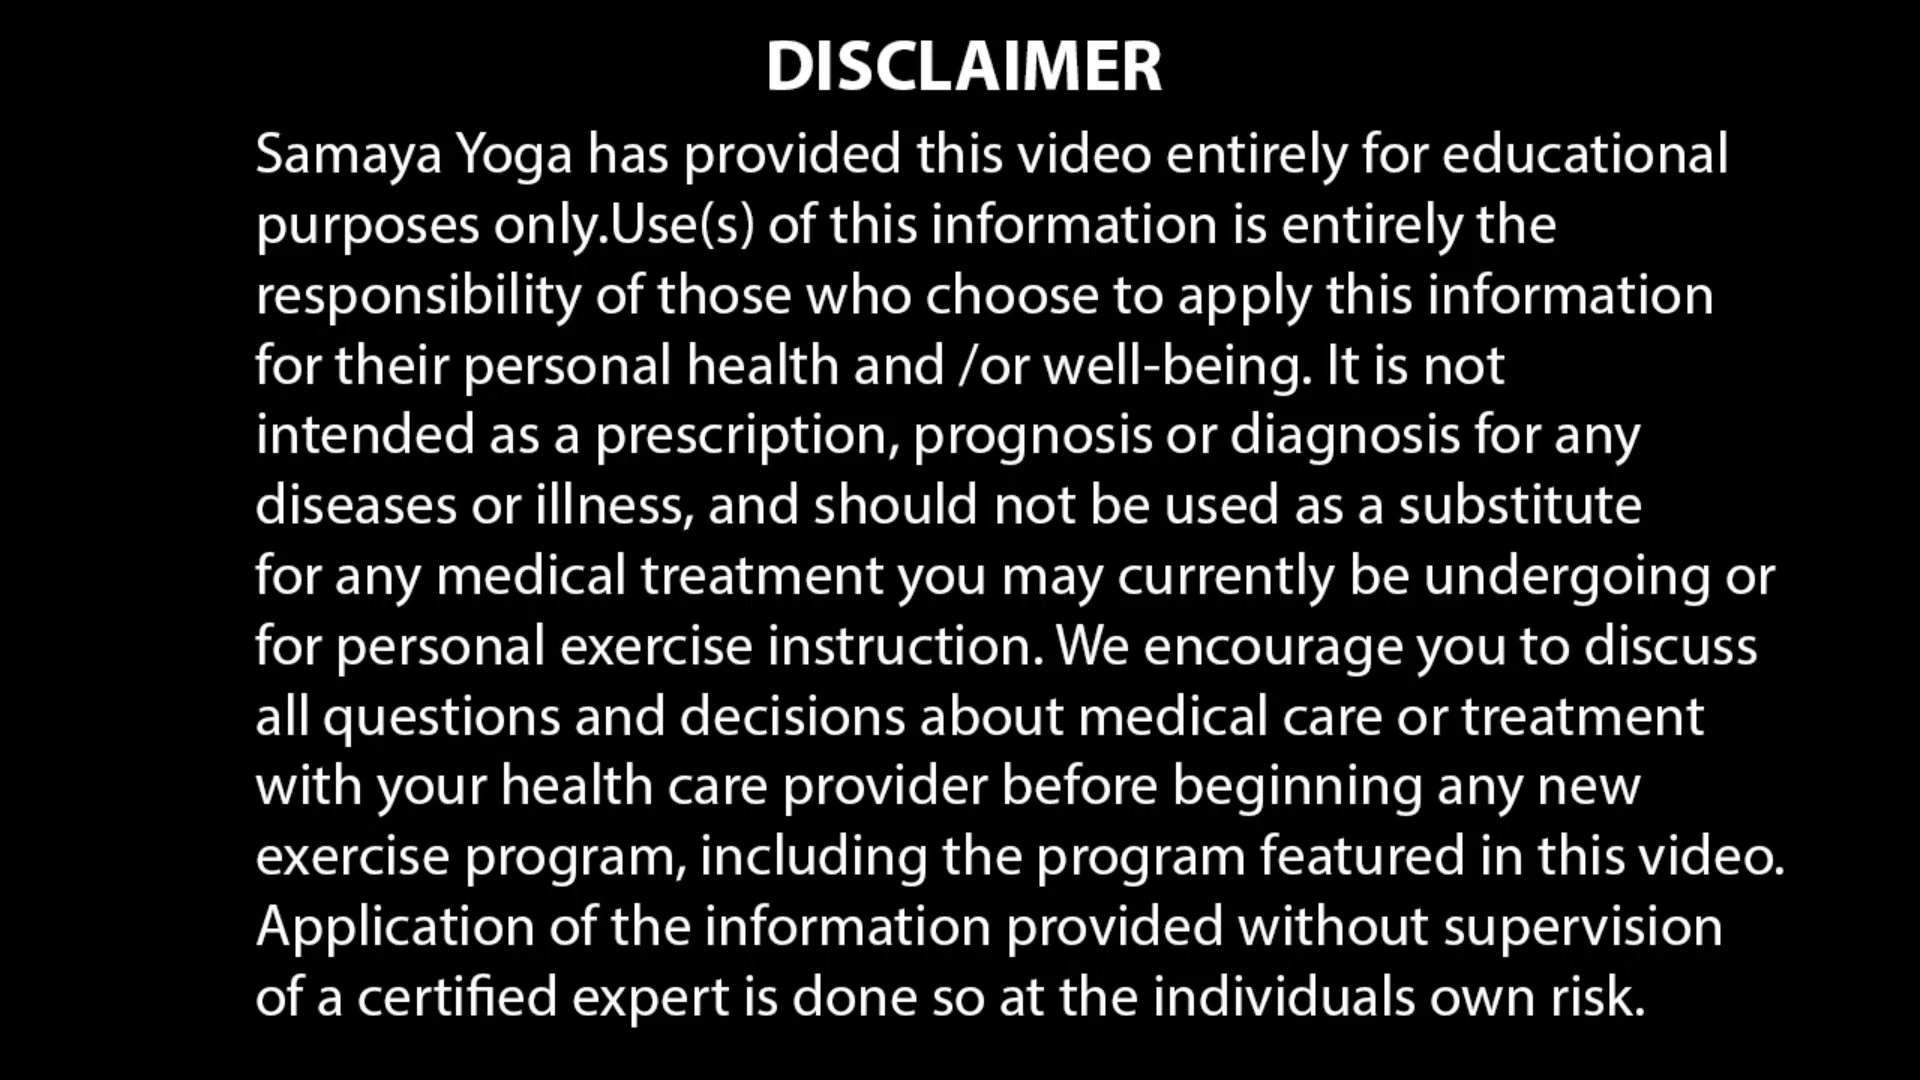 DISCLAIMER
Samaya Yoga has provided this video entirely for educational
purposes only.Use(s) of this information is entirely the
responsibility of those who choose to apply this information
for their personal health and /or well-being. It is not
intended as a prescription, prognosis or diagnosis for any
diseases or illness, and should not be used as a substitute
for any medical treatment you may currently be undergoing or
for personal exercise instruction. We encourage you to discuss
all questions and decisions about medical care or treatment
with your health care provider before beginning any new
exercise program, including the program featured in this video.
Application of the information provided without supervision
of a certified expert is done so at the individuals own risk.